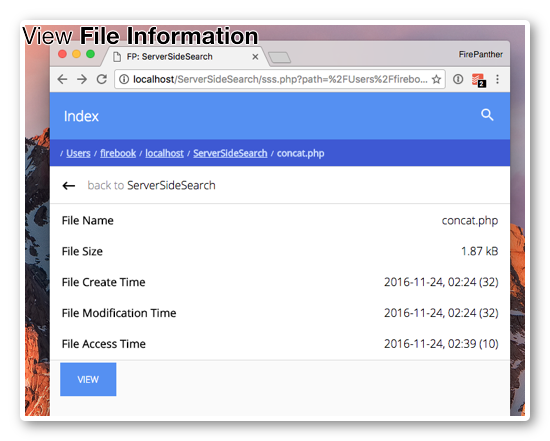 View File Information
FP: ServerSideSearch
FirePanther
localhost/ServerSideSearch/sss.php?path=%2FUsers%2Ffirebo...
2
Index
/ Users / firebook / localhost / ServerSideSearch / concat.php
back to ServerSideSearch
File Name concat.php
File Size 1.87 kB
File Create Time 2016-11-24, 02:24 (32)
File Modification Time 2016-11-24, 02:24 (32)
File Access Time 2016-11-24, 02:39 (10)
VIEW